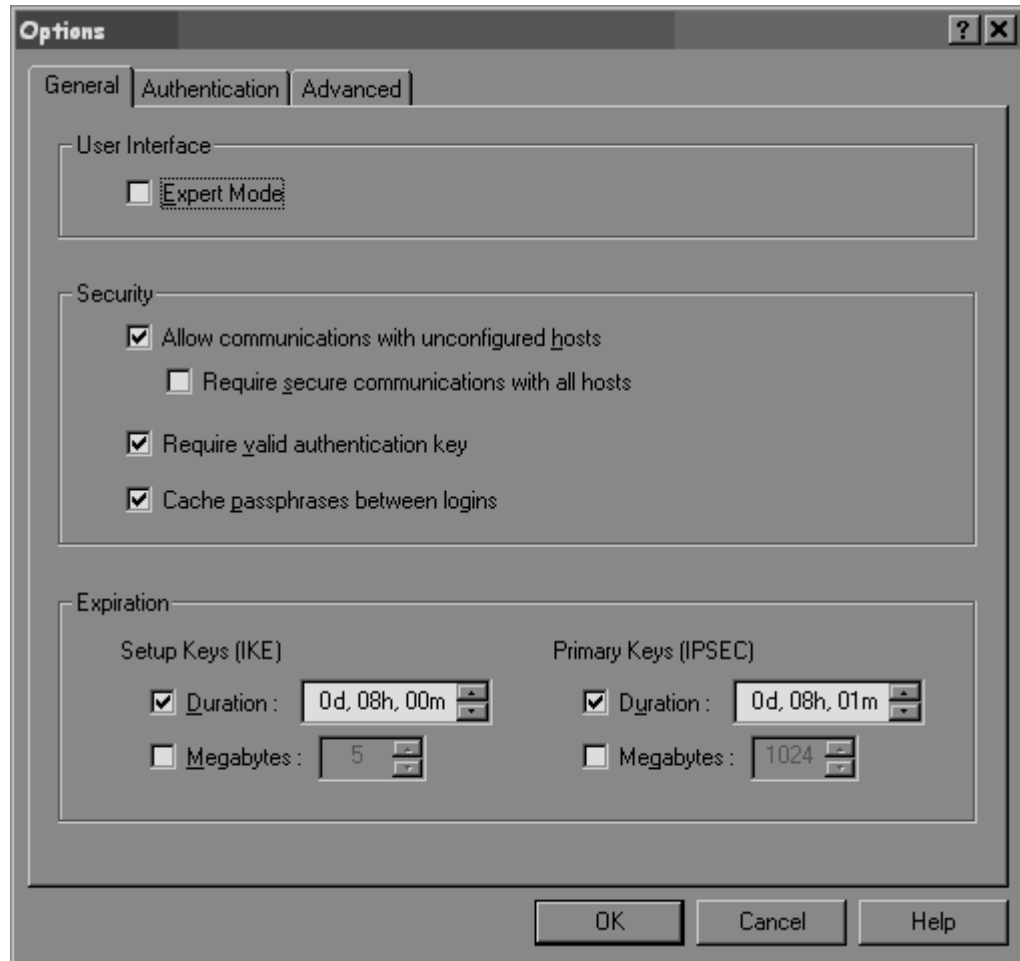 Options
General Authentication Advanced
User Interface
Expert Mode
Security
Allow communications with unconfigured hosts
Require secure communications with all hosts
Require valid authentication key
Cache passphrases between logins
Expiration
Setup Keys (IKE) Primary Keys (IPSEC)
Duration : 0d, 08h, 00m Duration : 0d, 08h, 01m
Megabytes : 5 Megabytes : 1024
OK Cancel Help